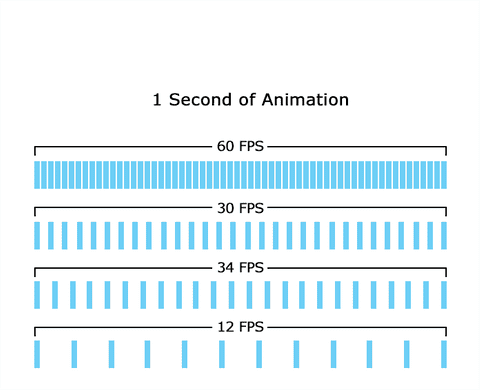 1 Second of Animation
60 FPS
30 FPS
34 FPS
12 FPS